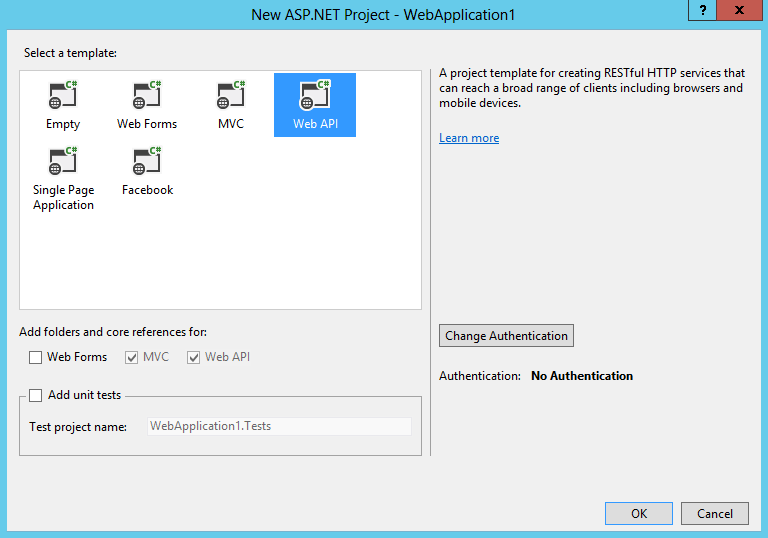 New ASP.NET Project - WebApplication1
? x
Select a template:
C# C# C# C#
Empty Web Forms MVC Web API
C# C#
Single Page Application Facebook
A project template for creating RESTful HTTP services that
can reach a broad range of clients including browsers and
mobile devices.
Learn more
Add folders and core references for:
Web Forms MVC Web API
Add unit tests
Test project name: WebApplication1.Tests
Change Authentication
Authentication: No Authentication
OK Cancel